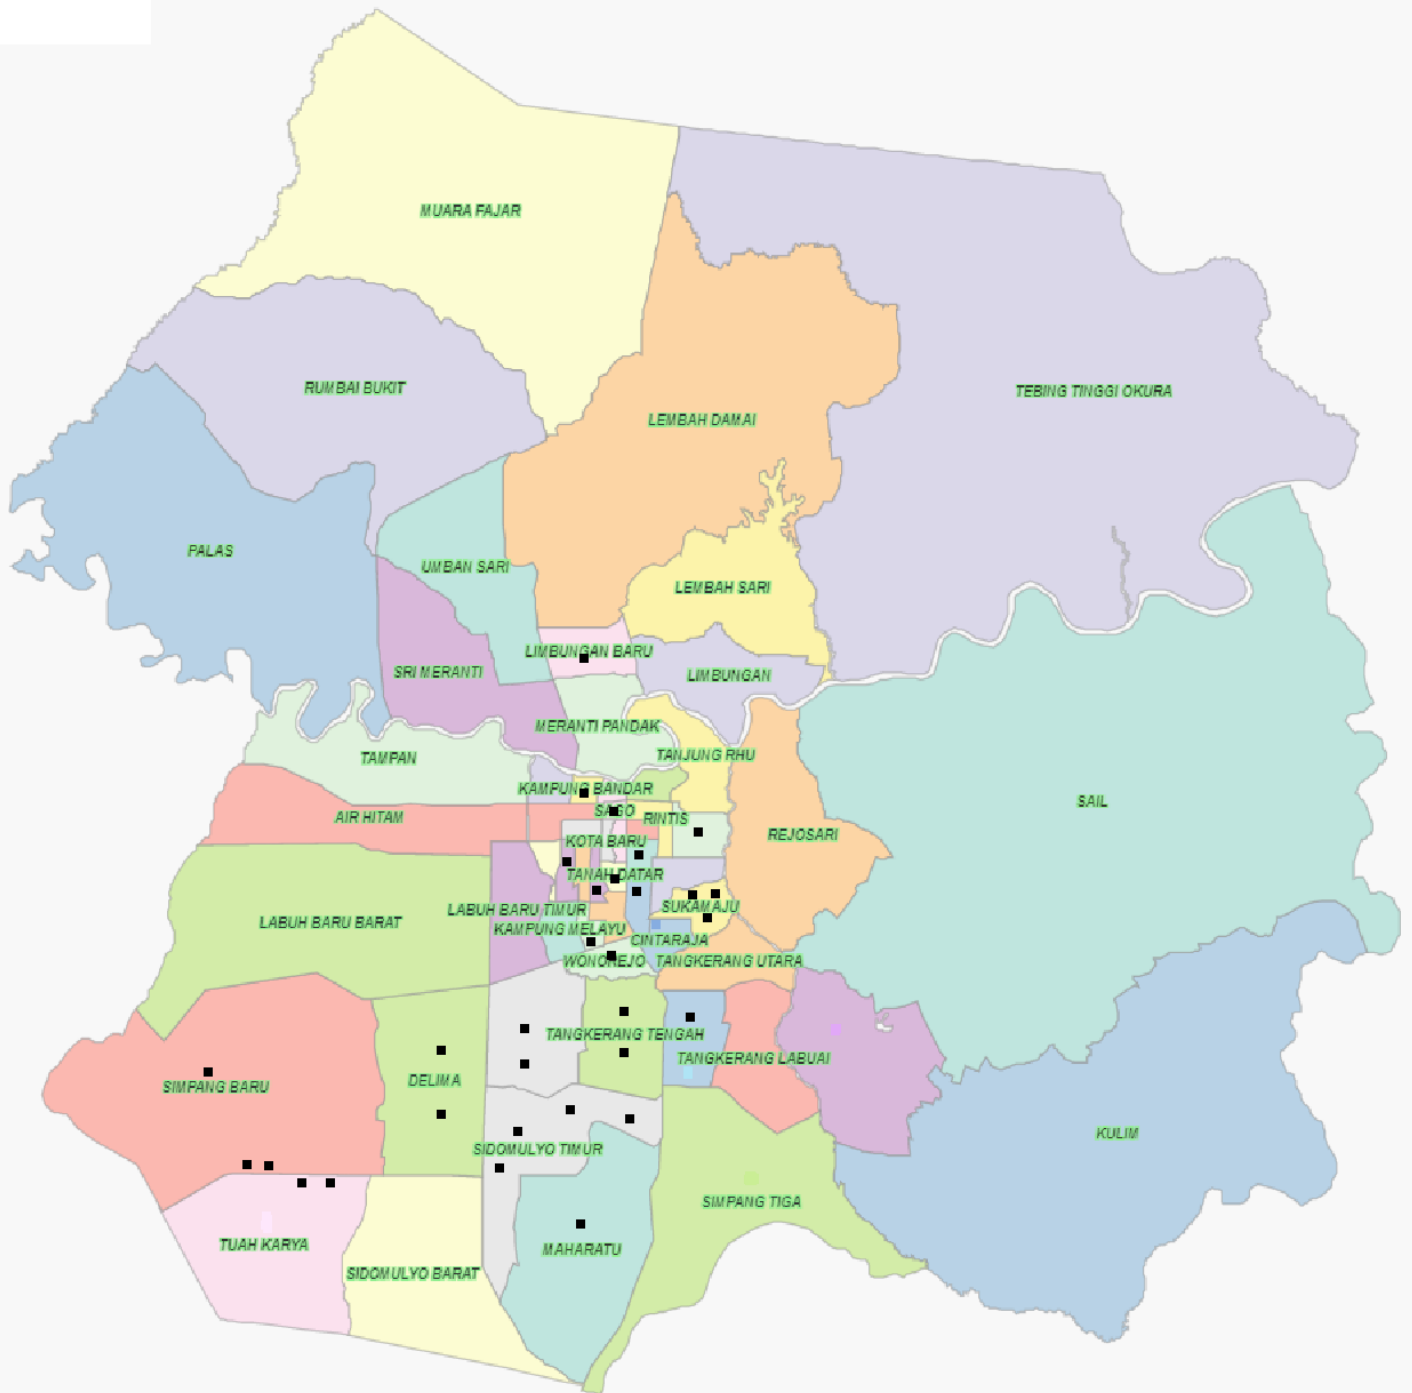 MUARA FAJAR
RUMBAI BUKIT
TEBING TINGGI OKURA
LEMBAH DAMAI
PALAS
UMBAN SARI
LEMBAH SARI
LIMBUNGAN BARU
SRI MERANTI
LIMBUNGAN
MERANTI PANDAK
TANJUNG RHU
TAMPAN
KAMPUNG BANDAR
SAIL
SAGO
AIR HITAM
RINTIS
REJOSARI
KOTA BARU
TANAH DATAR
SUKAMAJU
LABUH BARU TIMUR
LABUH BARU BARAT
KAMPUNG MELAYU
CINTARAJA
WONOREJO
TANGKERANG UTARA
TANGKERANG TENGAH
TANGKERANG LABUAI
DELIMA
SIMPANG BARU
KULIM
SIDOMULYO TIMUR
SIMPANG TIGA
TUAH KARYA
MAHARATU
SIDOMULYO BARAT